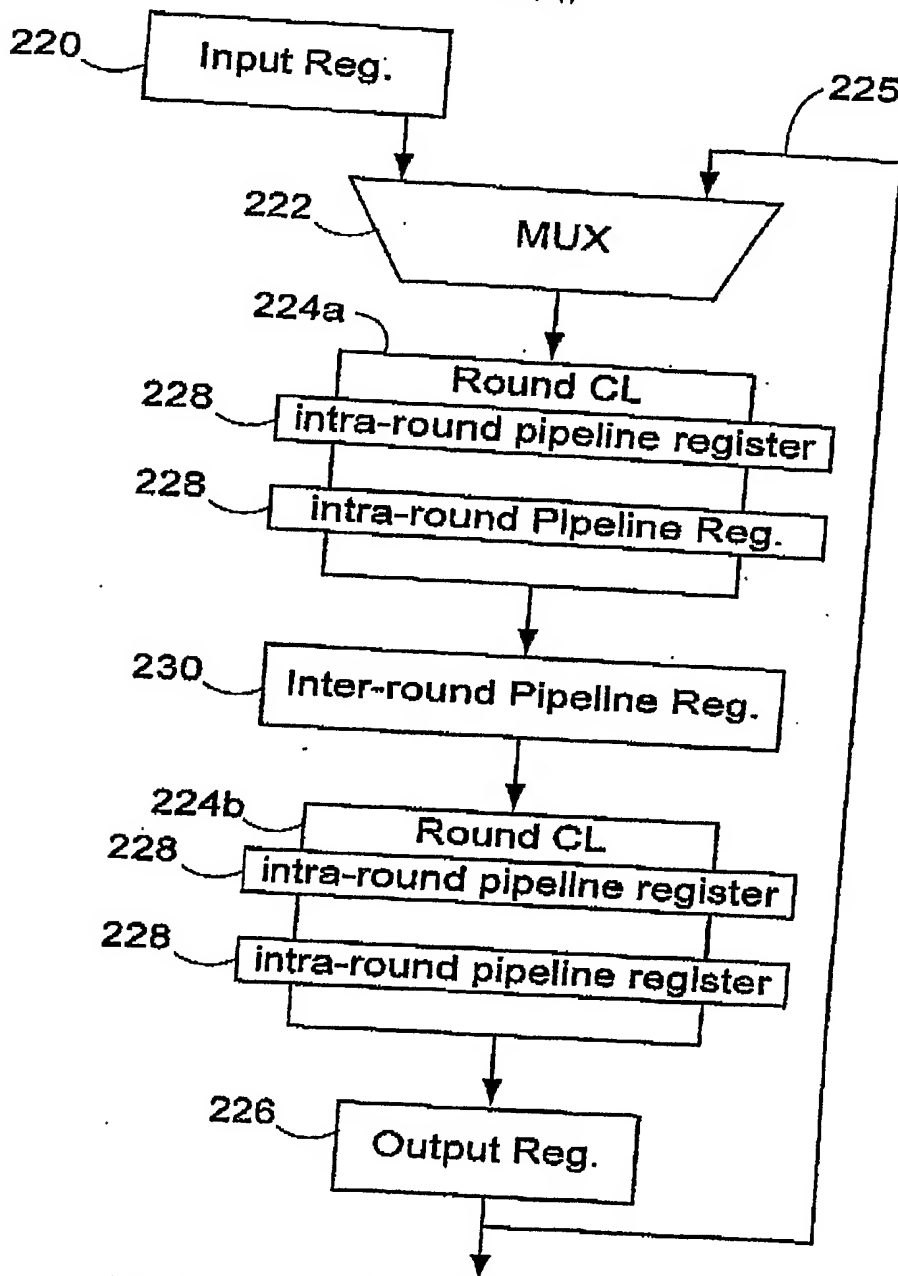 220
Input Reg.
225
222
MUX
224a
Round CL
228
intra-round pipeline register
228
intra-round Pipeline Reg.
230
Inter-round Pipeline Reg.
224b
Round CL
228
intra-round pipeline register
228
intra-round pipeline register
226
Output Reg.